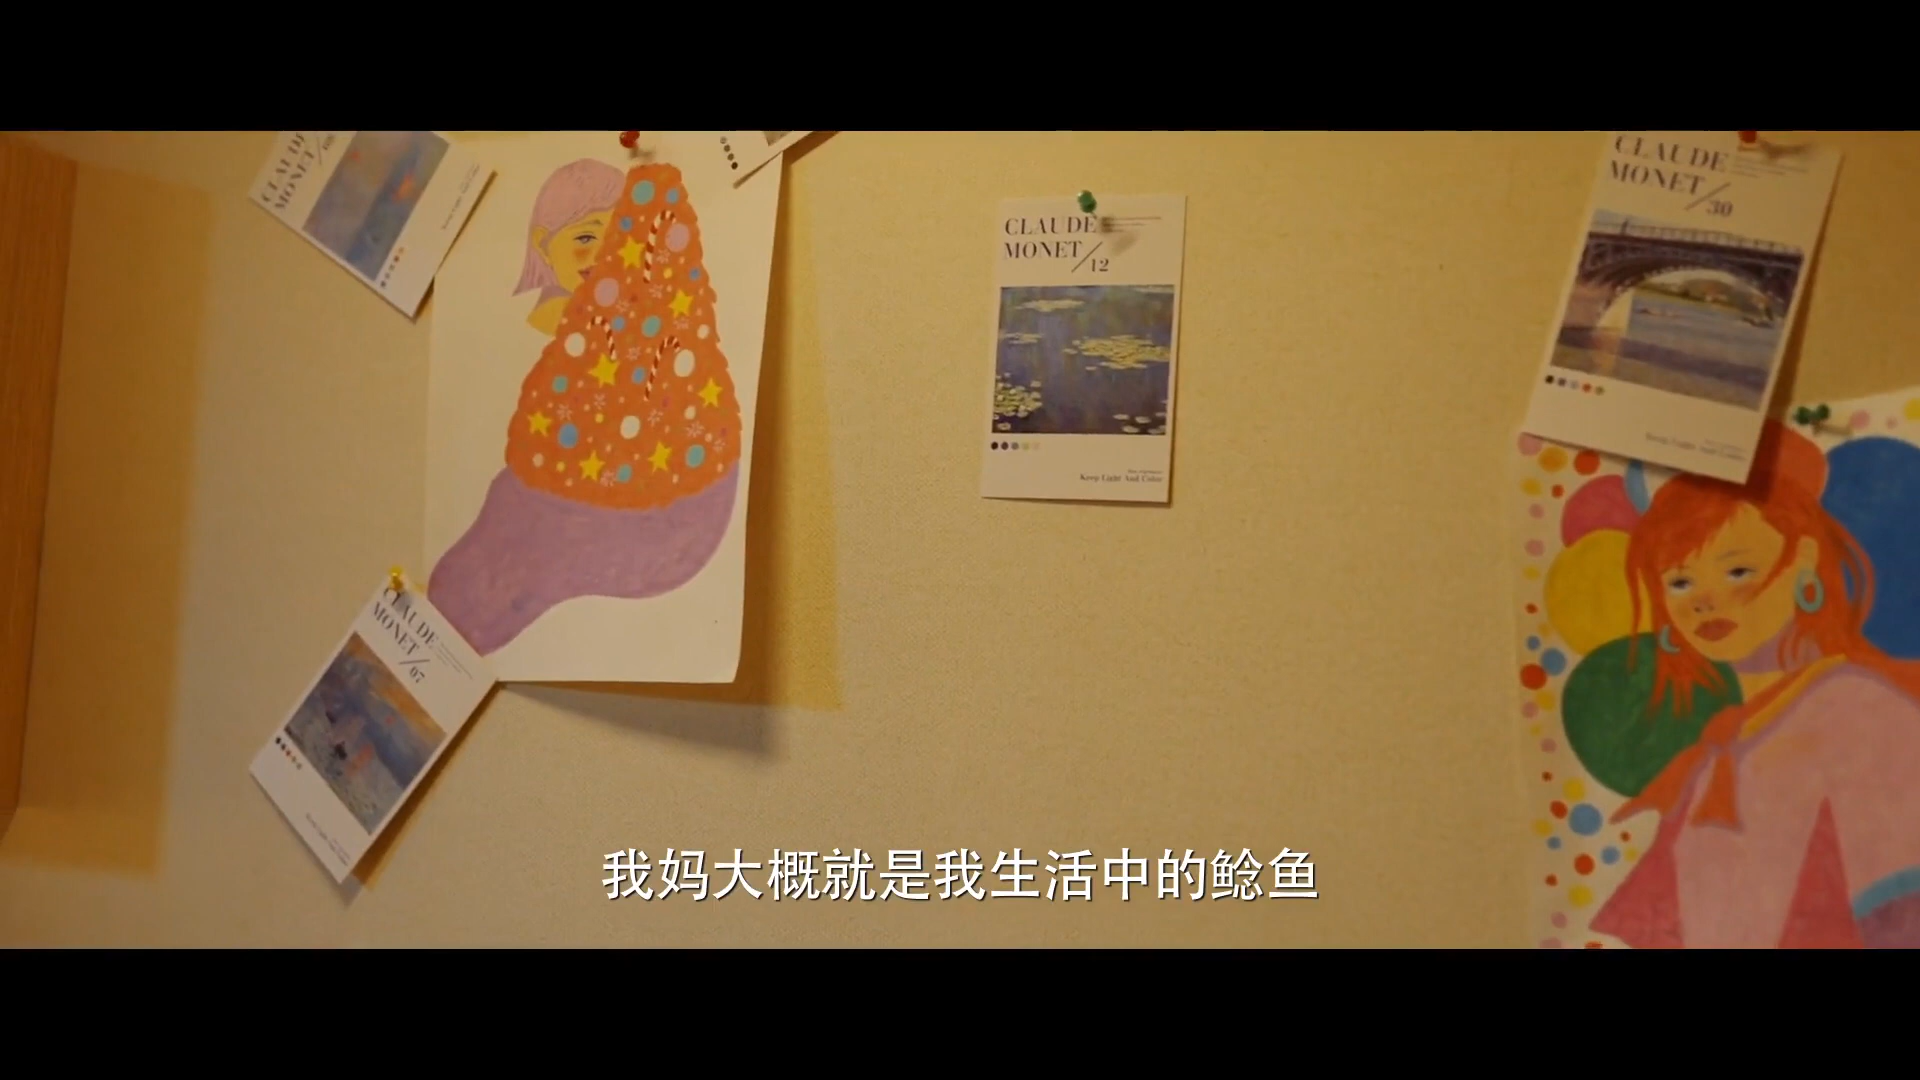 CLAUDE
MONET
CLAUDE
MONET/12
Keep Light And Color
CLAUDE
MONET/30
CLAUDE
MONET/07
我妈大概就是我生活中的鲶鱼